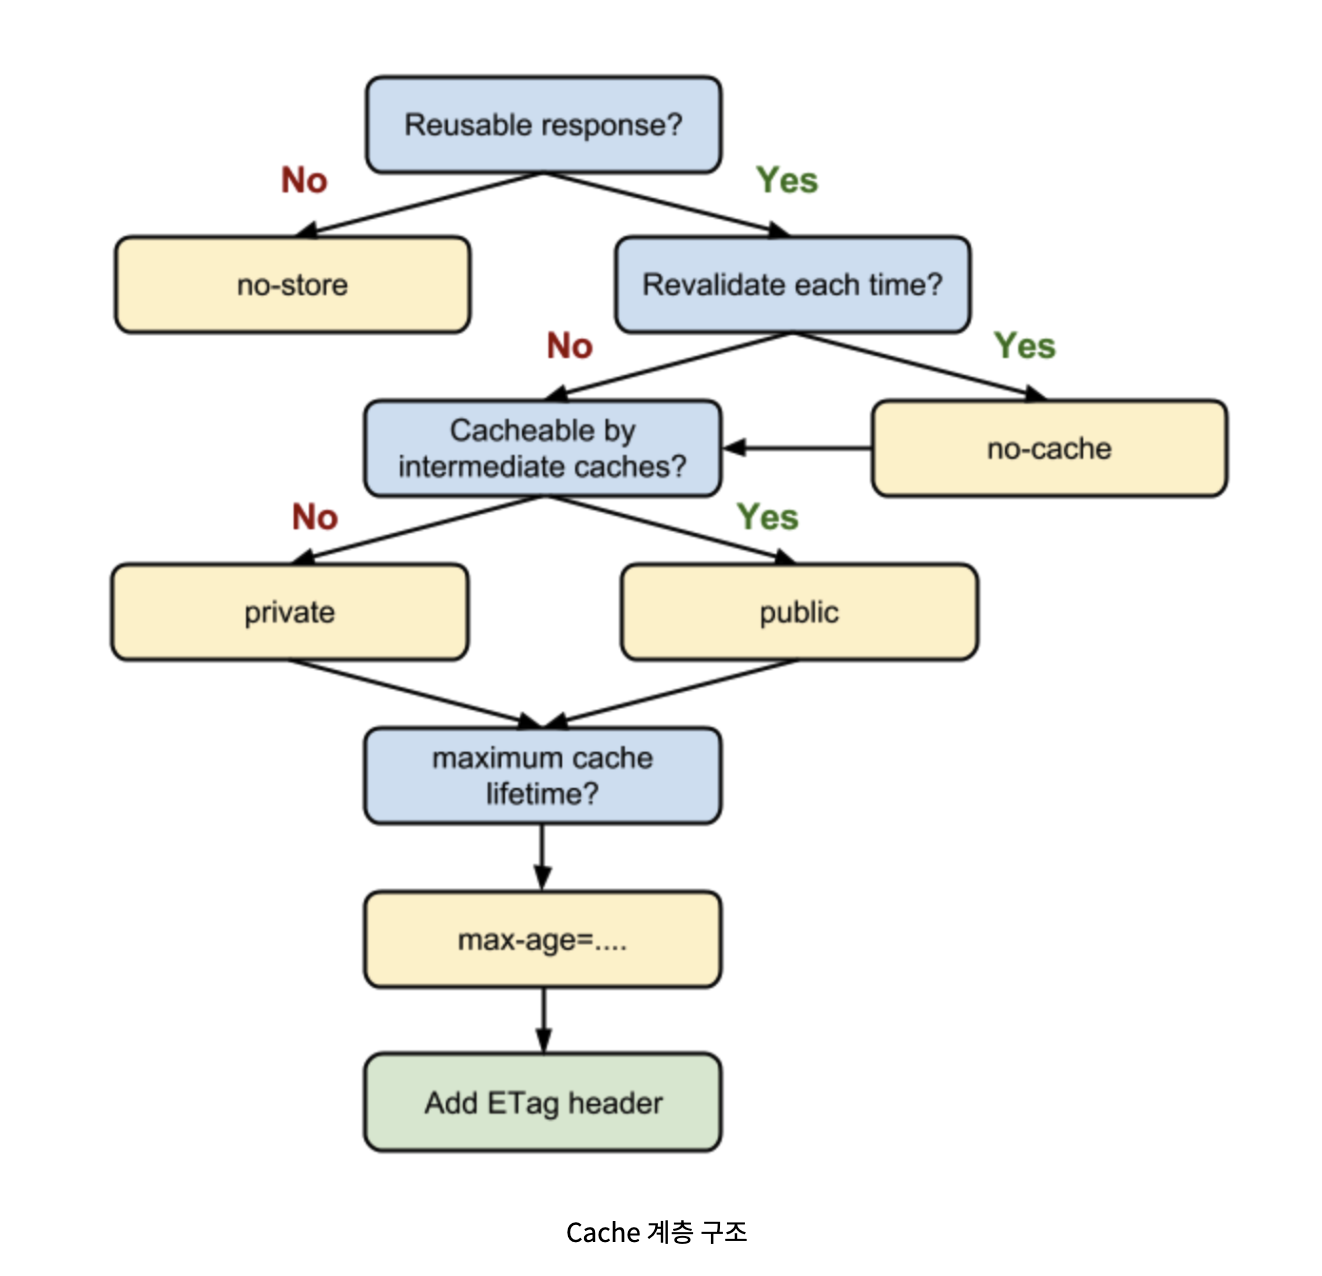 Reusable response?
No
Yes
no-store
Revalidate each time?
No
Yes
Cacheable by
intermediate caches?
no-cache
No
Yes
private
public
maximum cache
lifetime?
max-age=....
Add ETag header
Cache 계층 구조